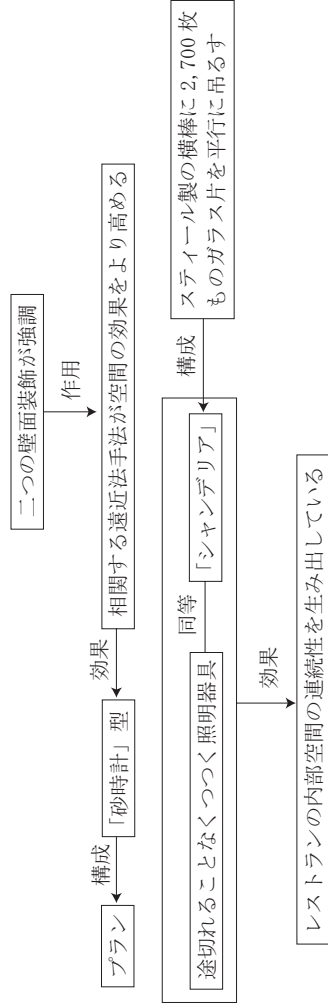 二つの壁面装飾が強調
作用
相関する遠近法手法が空間の効果をより高める
効果
「砂時計」型
構成
プラン
スティール製の横棒に 2,700 枚
ものガラス片を平行に吊るす
構成
「シャンデリア」
同等
途切れることなくつつく照明器具
効果
レストランの内部空間の連続性を生み出している